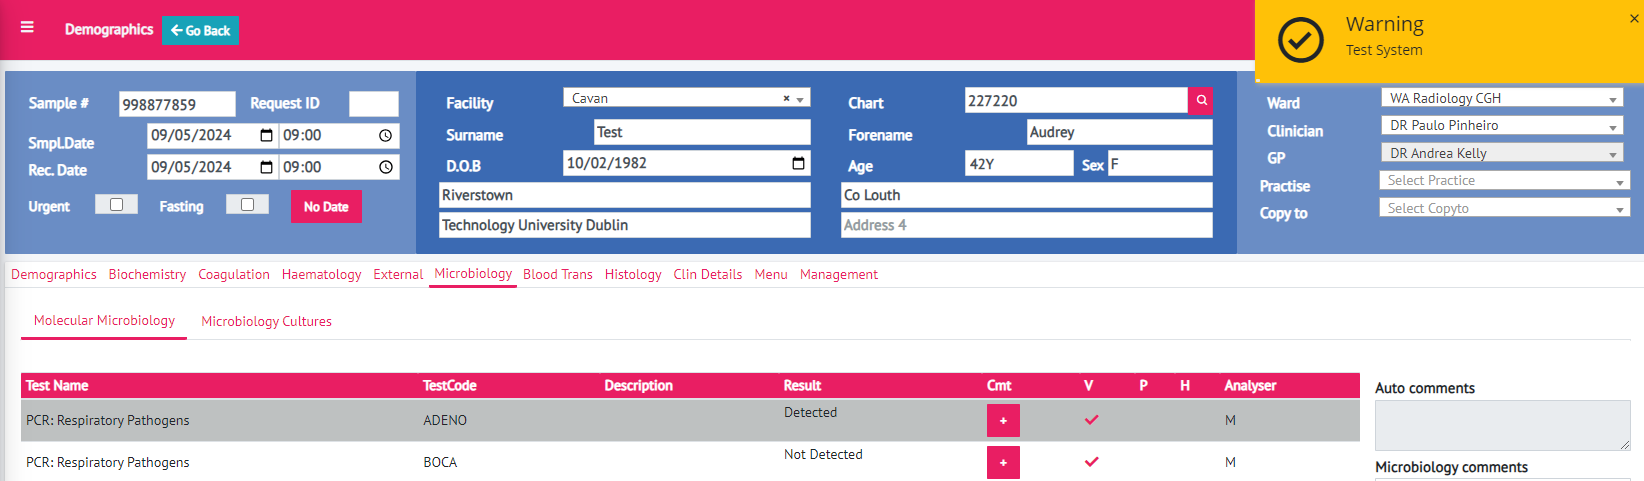 Demographics Go Back
Warning
Test System
Sample # 998877859 Request ID
Smpl.Date 09/05/2024 09:00
Rec. Date 09/05/2024 09:00
Urgent Fasting No Date
Facility Cavan
Surname Test
D.O.B 10/02/1982
Riverstown
Technology University Dublin
Chart 227220
Forename Audrey
Age 42Y Sex F
Co Louth
Address 4
Ward WA Radiology CGH
Clinician DR Paulo Pinheiro
GP DR Andrea Kelly
Practise Select Practice
Copy to Select Copyto
Demographics Biochemistry Coagulation Haematology External Microbiology Blood Trans Histology Clin Details Menu Management
Molecular Microbiology Microbiology Cultures
Test Name TestCode Description Result Cmt V P H Analyser
PCR: Respiratory Pathogens ADENO Detected + M
PCR: Respiratory Pathogens BOCA Not Detected + M
Auto comments
Microbiology comments